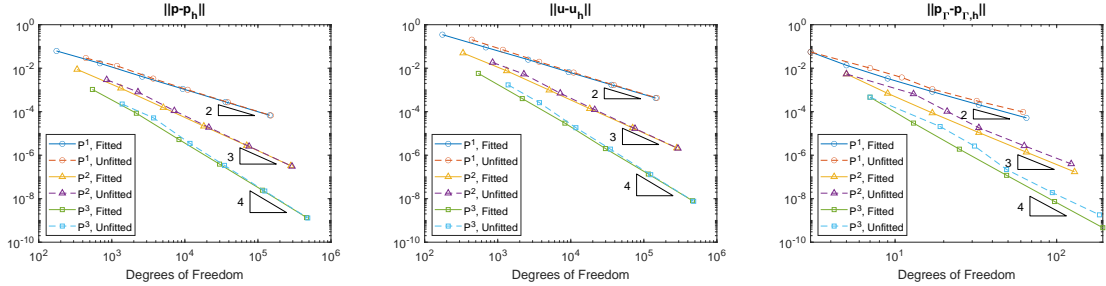 ||p-p_h||
10^0
10^-2
10^-4
10^-6
10^-8
10^-10
2
3
4
P^1, Fitted
P^1, Unfitted
P^2, Fitted
P^2, Unfitted
P^3, Fitted
P^3, Unfitted
10^2 10^3 10^4 10^5 10^6
Degrees of Freedom
||u-u_h||
10^0
10^-2
10^-4
10^-6
10^-8
10^-10
2
3
4
P^1, Fitted
P^1, Unfitted
P^2, Fitted
P^2, Unfitted
P^3, Fitted
P^3, Unfitted
10^2 10^3 10^4 10^5 10^6
Degrees of Freedom
||p_Γ-p_Γ,h||
10^0
10^-2
10^-4
10^-6
10^-8
10^-10
2
3
4
P^1, Fitted
P^1, Unfitted
P^2, Fitted
P^2, Unfitted
P^3, Fitted
P^3, Unfitted
10^1 10^2
Degrees of Freedom